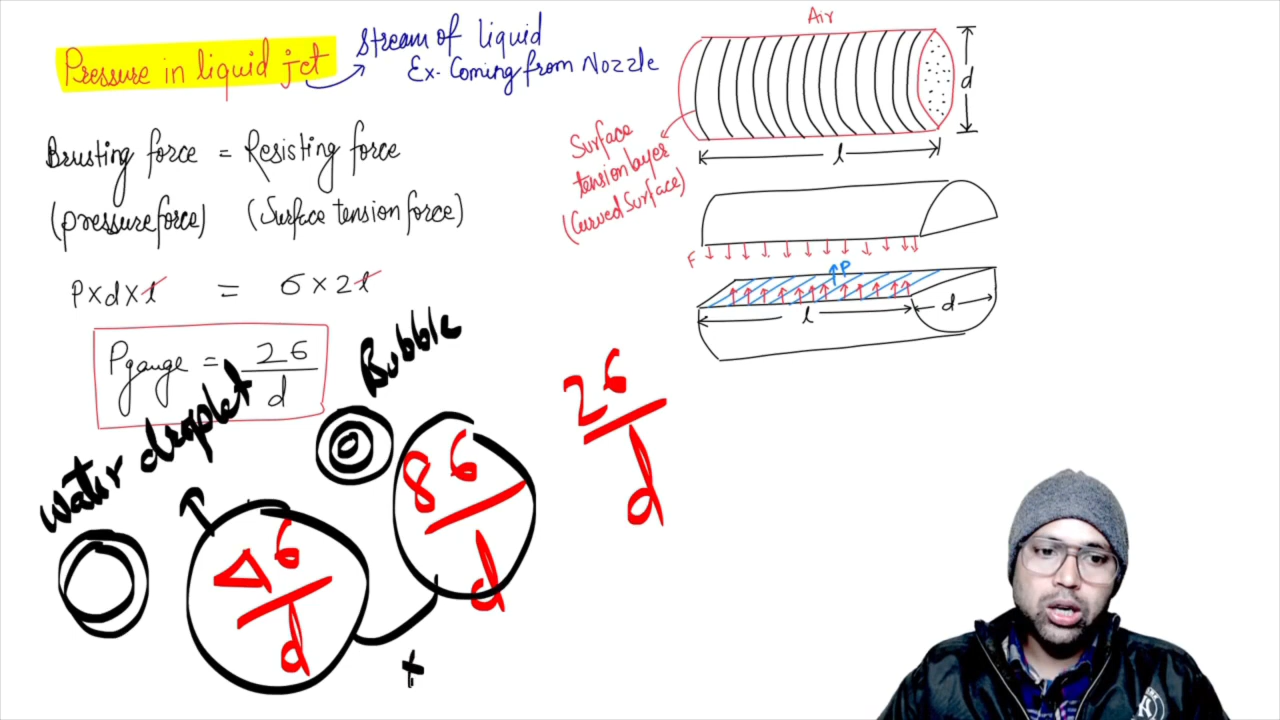 Pressure in liquid jet
Stream of liquid
Ex- Coming from Nozzle
Brusting force = Resisting force
(pressure force) (Surface tension force)
P×d×l = σ×2l
Pgauge = 2σ/d
Air
d
l
Surface
tension layer
(Curved Surface)
F
P
l
d
Bubble
water droplet
4σ/d
8σ/d
2σ/d
+